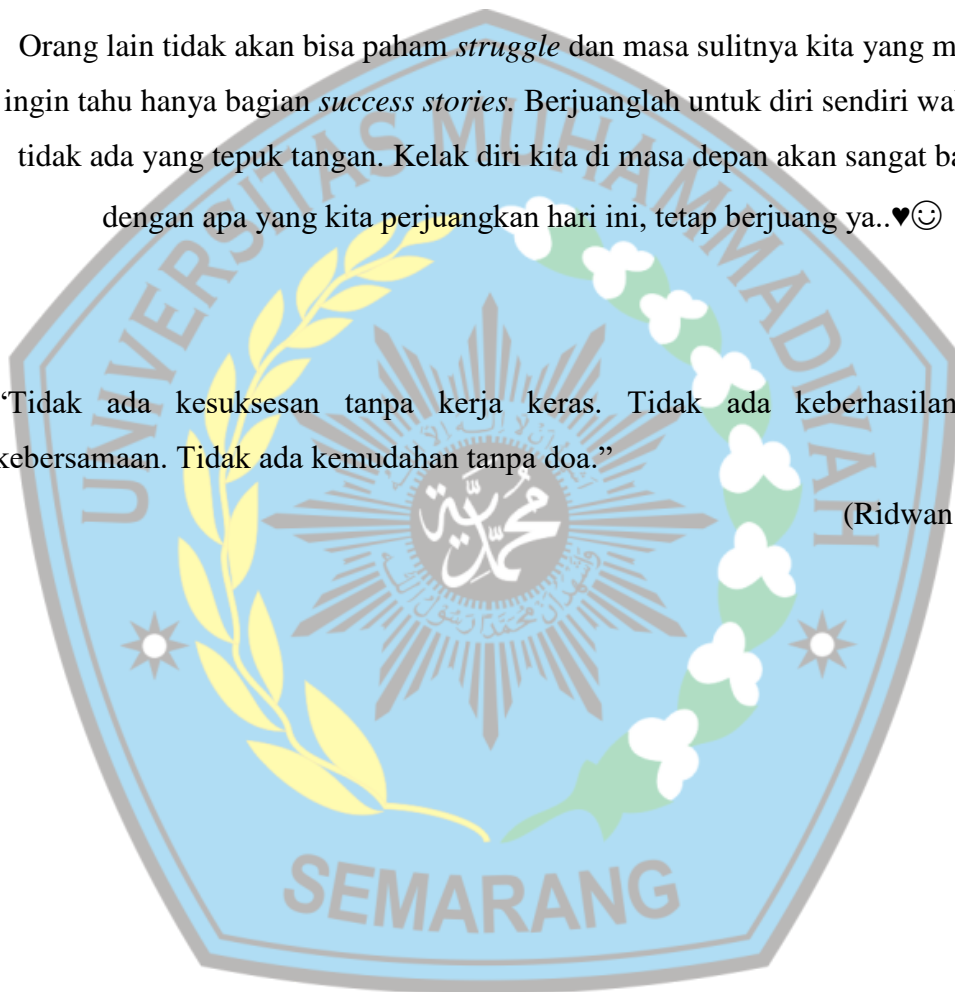 Orang lain tidak akan bisa paham struggle dan masa sulitnya kita yang m
ingin tahu hanya bagian success stories. Berjuanglah untuk diri sendiri wal
tidak ada yang tepuk tangan. Kelak diri kita di masa depan akan sangat ba
dengan apa yang kita perjuangkan hari ini, tetap berjuang ya..♥☺
“Tidak ada kesuksesan tanpa kerja keras. Tidak ada keberhasilan
kebersamaan. Tidak ada kemudahan tanpa doa.”
(Ridwan
UNIVERSITAS MUHAMMADIYAH
محمدية
SEMARANG